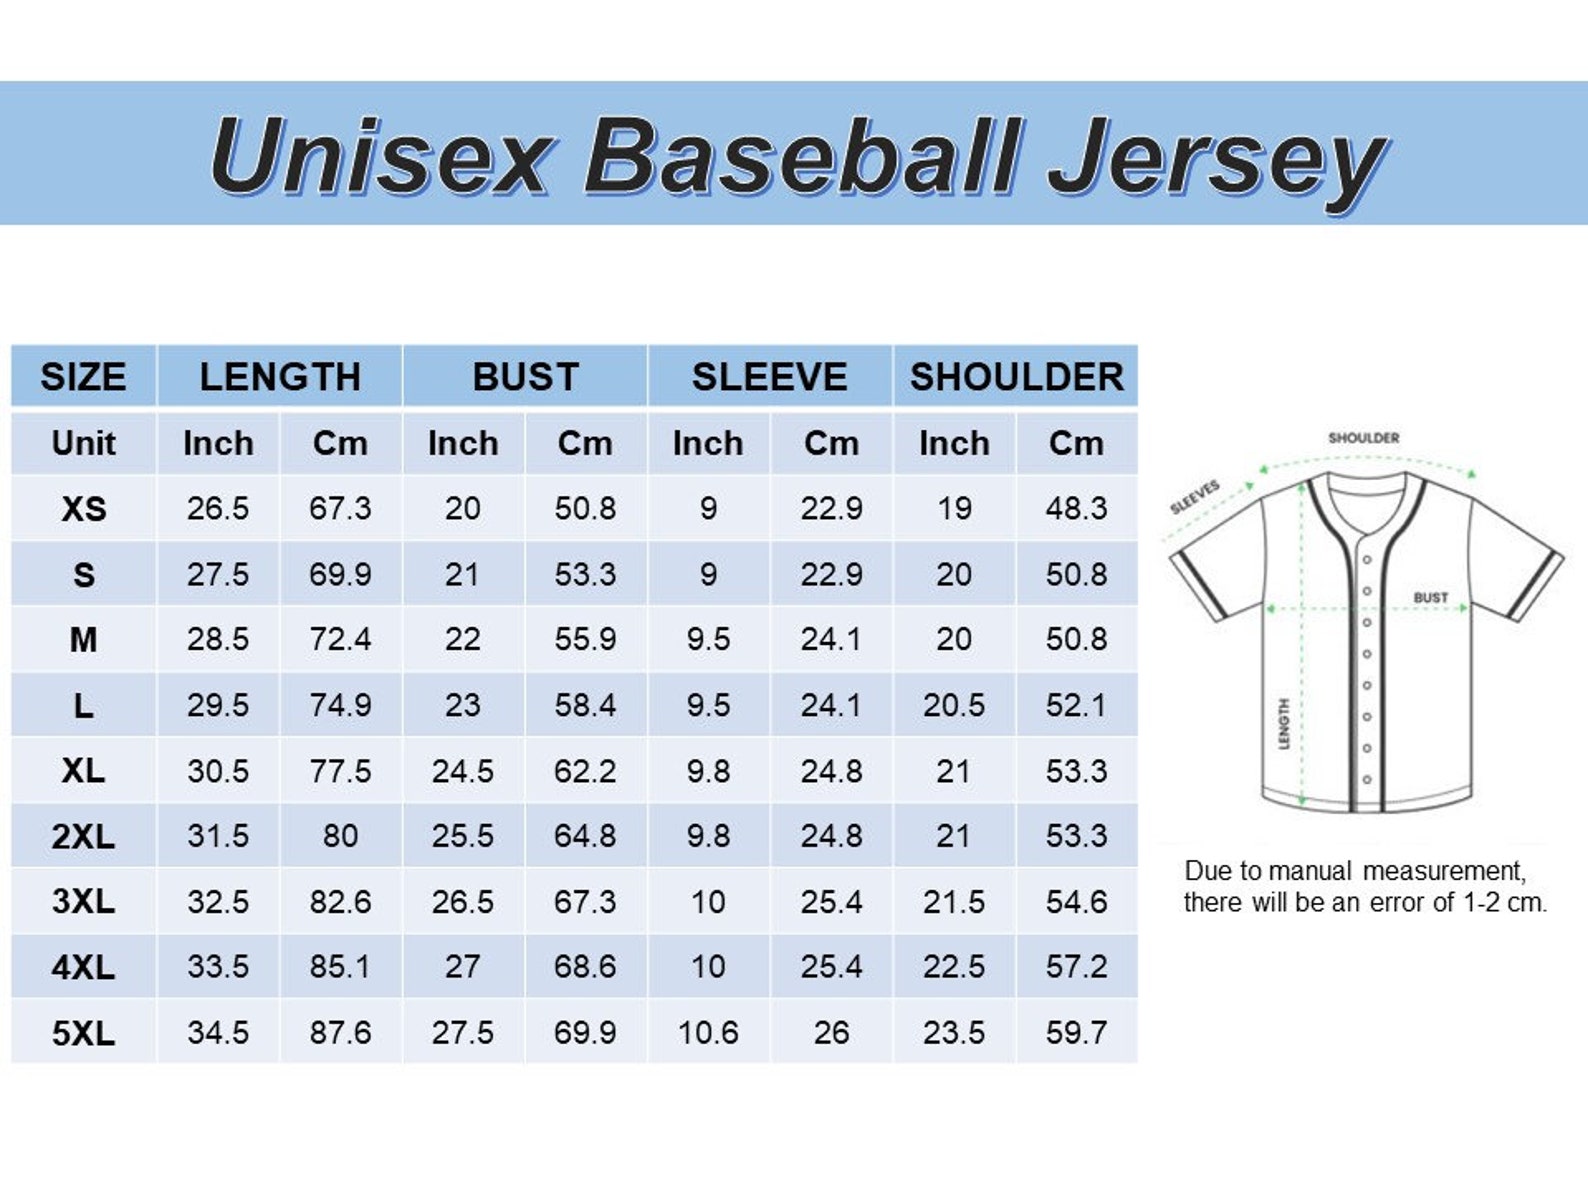 Unisex Baseball Jersey
SIZE LENGTH BUST SLEEVE SHOULDER
Unit Inch Cm Inch Cm Inch Cm Inch Cm
XS 26.5 67.3 20 50.8 9 22.9 19 48.3
S 27.5 69.9 21 53.3 9 22.9 20 50.8
M 28.5 72.4 22 55.9 9.5 24.1 20 50.8
L 29.5 74.9 23 58.4 9.5 24.1 20.5 52.1
XL 30.5 77.5 24.5 62.2 9.8 24.8 21 53.3
2XL 31.5 80 25.5 64.8 9.8 24.8 21 53.3
3XL 32.5 82.6 26.5 67.3 10 25.4 21.5 54.6
4XL 33.5 85.1 27 68.6 10 25.4 22.5 57.2
5XL 34.5 87.6 27.5 69.9 10.6 26 23.5 59.7
SHOULDER
SLEEVES
BUST
LENGTH
Due to manual measurement,
there will be an error of 1-2 cm.